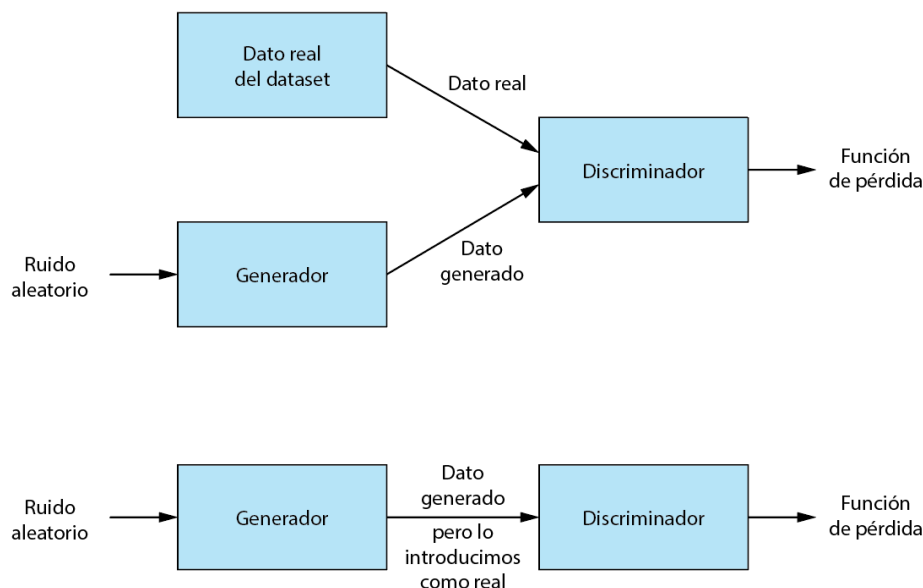 Dato real
del dataset
Dato real
Discriminador
Función
de pérdida
Ruido
aleatorio
Generador
Dato
generado
Ruido
aleatorio
Generador
Dato
generado
pero lo
introducimos
como real
Discriminador
Función
de pérdida